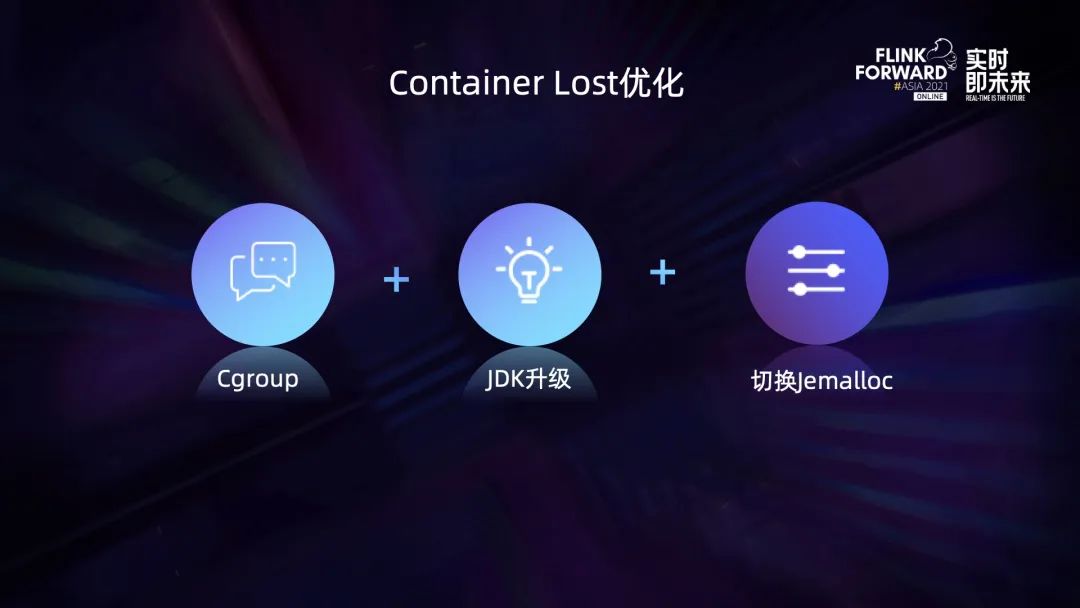 Container Lost优化
FLINK
FORWARD
#ASIA 2021
ONLINE
实时
即未来
REAL-TIME IS THE FUTURE
Cgroup
JDK升级
切换Jemalloc